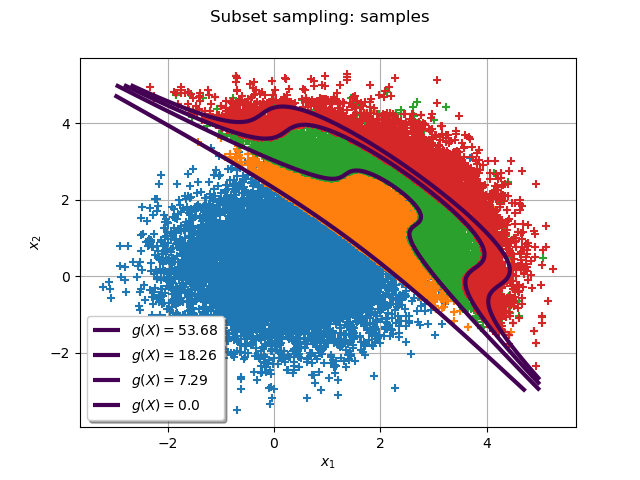 Subset sampling: samples
x₂
4
2
0
−2
g(X) = 53.68
g(X) = 18.26
g(X) = 7.29
g(X) = 0.0
−2 0 2 4
x₁